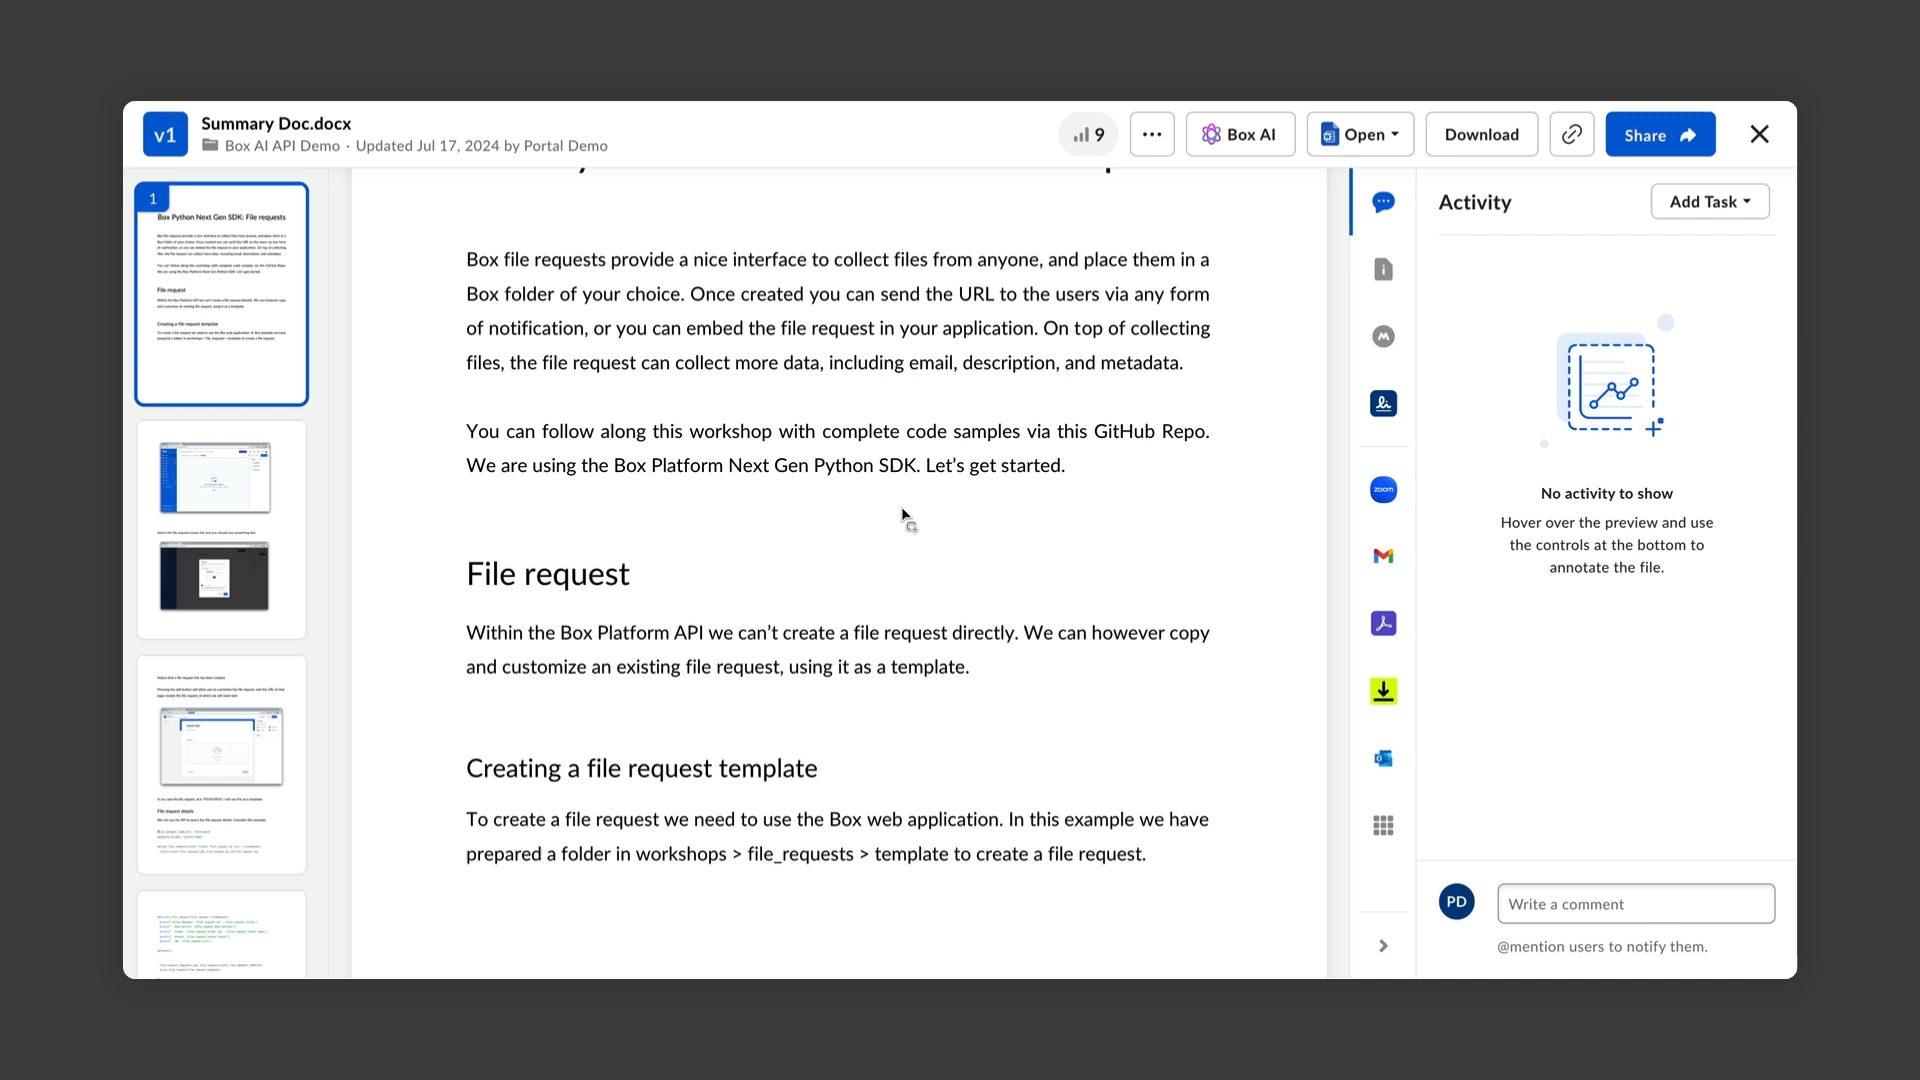 v1
Summary Doc.docx
Box AI API Demo · Updated Jul 17, 2024 by Portal Demo
9
Box AI
Open
Download
Share
1
Box Python Next Gen SDK: File requests
File request
Creating a file request template
File request details
Box file requests provide a nice interface to collect files from anyone, and place them in a
Box folder of your choice. Once created you can send the URL to the users via any form
of notification, or you can embed the file request in your application. On top of collecting
files, the file request can collect more data, including email, description, and metadata.
You can follow along this workshop with complete code samples via this GitHub Repo.
We are using the Box Platform Next Gen Python SDK. Let’s get started.
File request
Within the Box Platform API we can’t create a file request directly. We can however copy
and customize an existing file request, using it as a template.
Creating a file request template
To create a file request we need to use the Box web application. In this example we have
prepared a folder in workshops > file_requests > template to create a file request.
zoom
Activity
Add Task
No activity to show
Hover over the preview and use
the controls at the bottom to
annotate the file.
PD
Write a comment
@mention users to notify them.